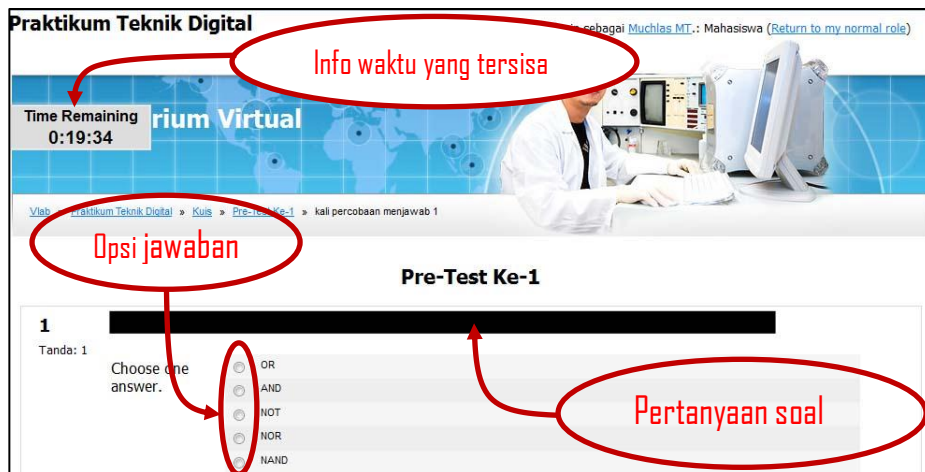 Praktikum Teknik Digital
sebagai Muchlas MT.: Mahasiswa (Return to my normal role)
Info waktu yang tersisa
Time Remaining
0:19:34
rium Virtual
Vlab » Praktikum Teknik Digital » Kuis » Pre-Test Ke-1 » kali percobaan menjawab 1
Opsi jawaban
Pre-Test Ke-1
1
Tanda: 1
Choose one
answer.
OR
AND
NOT
NOR
NAND
Pertanyaan soal